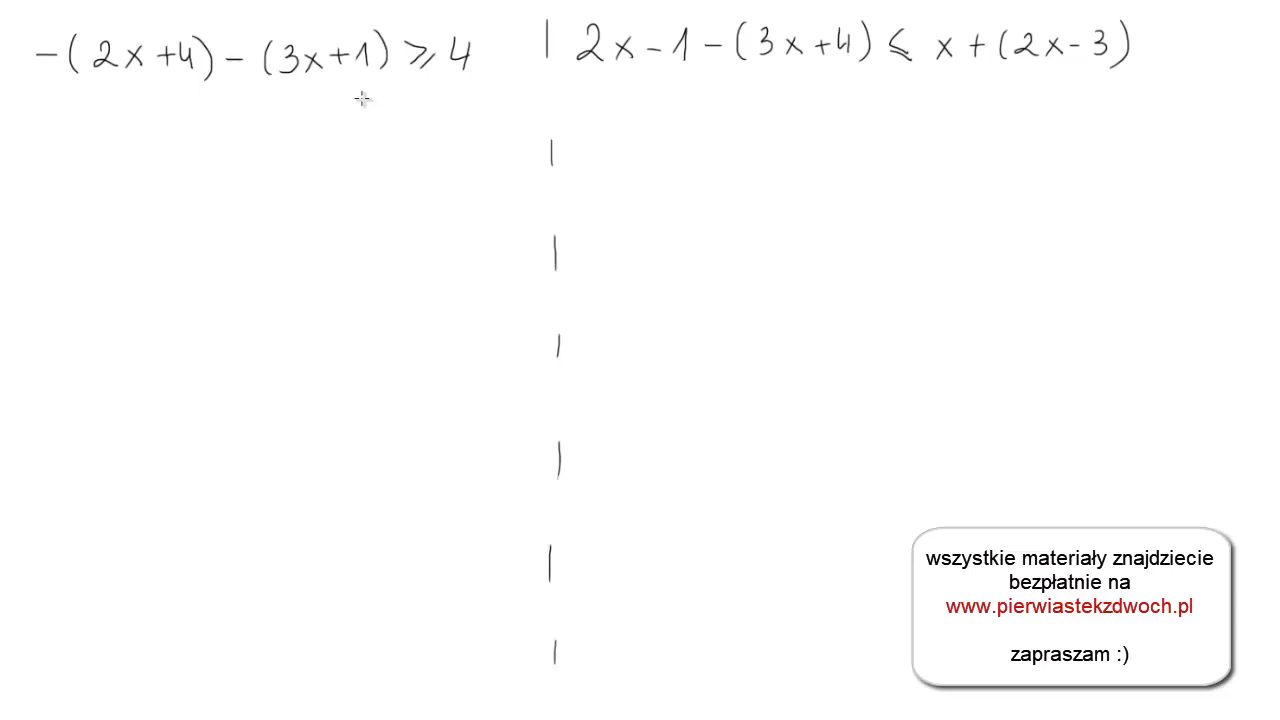 -(2x+4)-(3x+1)⩾4
2x-1-(3x+4)⩽x+(2x-3)
wszystkie materiały znajdziecie
bezpłatnie na
www.pierwiastekzdwoch.pl
zapraszam :)